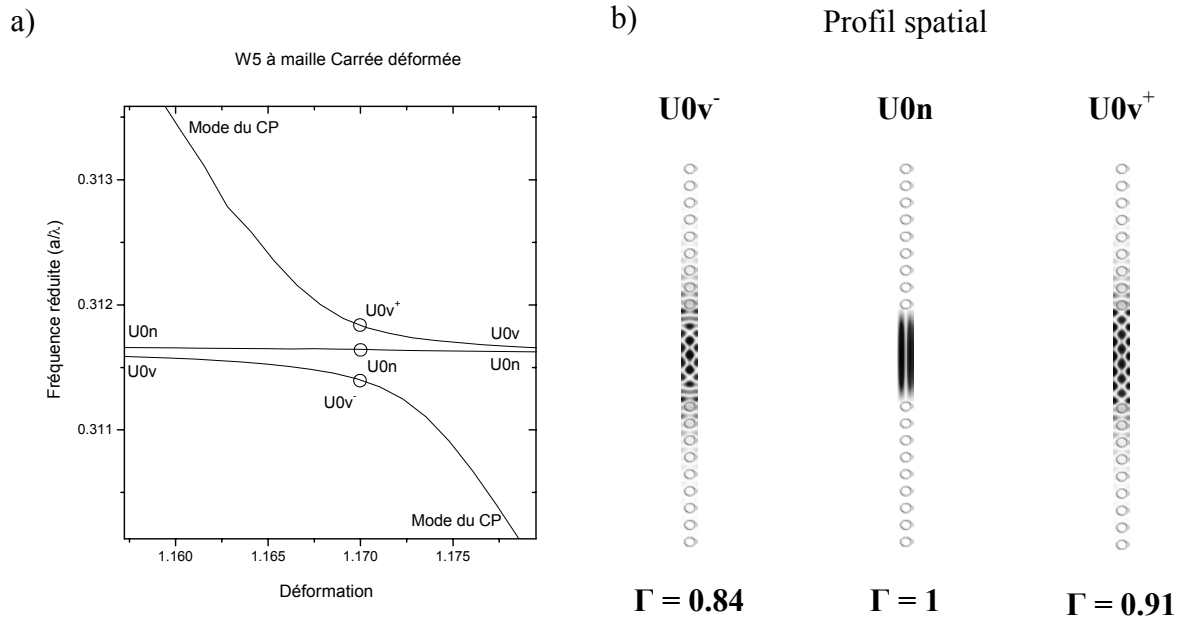 a)
W5 à maille Carrée déformée
Mode du CP
0.313
0.312
0.311
Fréquence réduite (a/λ)
U0v⁺
U0n
U0v
U0v
U0n
U0n
U0v⁻
Mode du CP
1.160
1.165
1.170
1.175
Déformation
b)
Profil spatial
U0v⁻
U0n
U0v⁺
Γ = 0.84
Γ = 1
Γ = 0.91